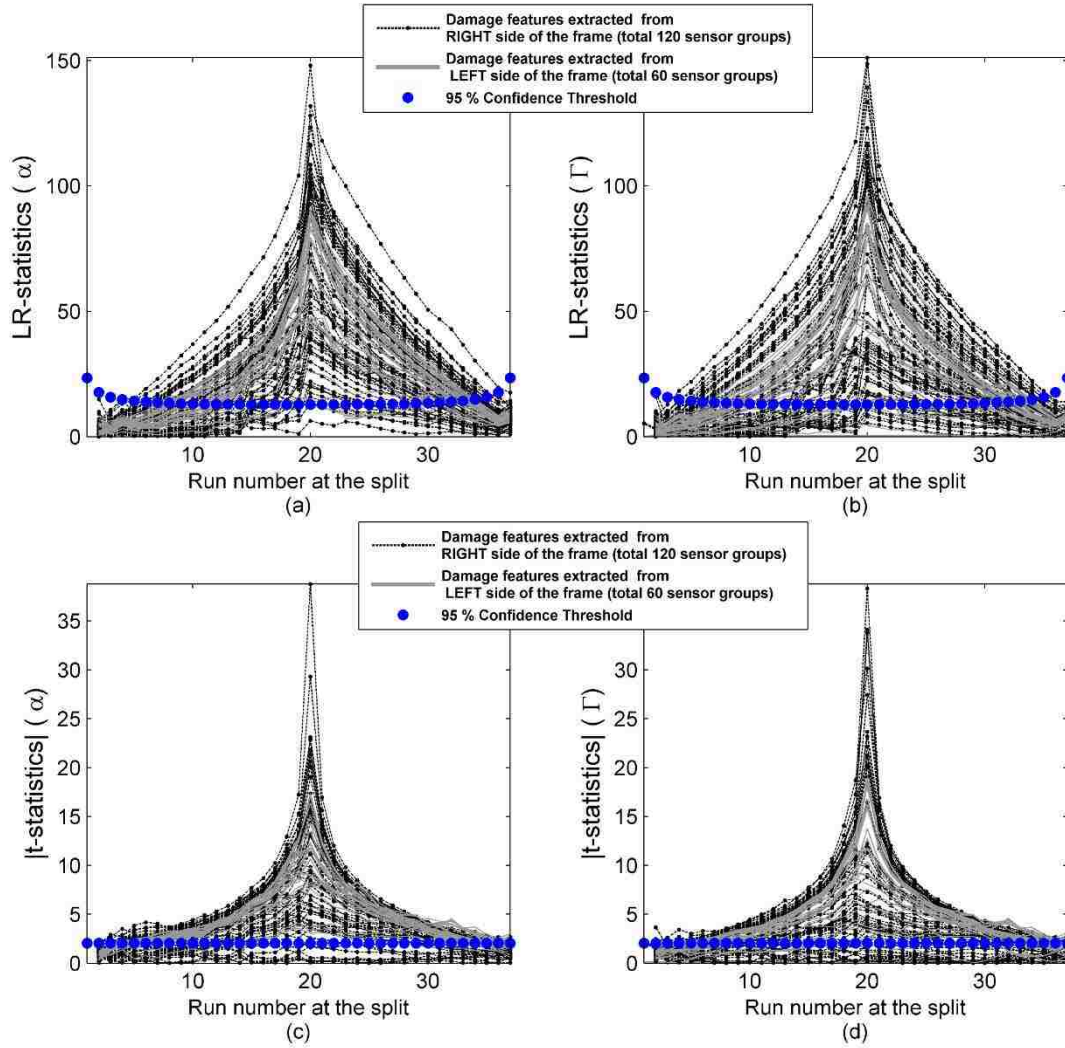 Damage features extracted from
RIGHT side of the frame (total 120 sensor groups)
Damage features extracted from
LEFT side of the frame (total 60 sensor groups)
95 % Confidence Threshold
150
100
50
0
LR-statistics ( α)
10
20
30
Run number at the split
(a)
150
100
50
0
LR-statistics ( Γ)
10
20
30
Run number at the split
(b)
Damage features extracted from
RIGHT side of the frame (total 120 sensor groups)
Damage features extracted from
LEFT side of the frame (total 60 sensor groups)
95 % Confidence Threshold
35
30
25
20
15
10
5
0
|t-statistics| ( α)
10
20
30
Run number at the split
(c)
35
30
25
20
15
10
5
0
|t-statistics| ( Γ)
10
20
30
Run number at the split
(d)